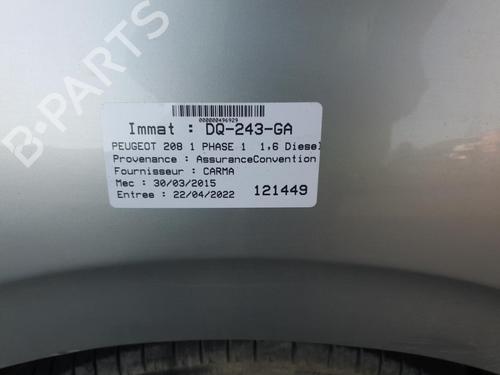 B-PARTS
000000496929
Immat : DQ-243-GA
PEUGEOT 208 1 PHASE 1 1.6 Diesel
Provenance : AssuranceConvention
Fournisseur : CARMA
Mec : 30/03/2015
Entree : 22/04/2022 121449